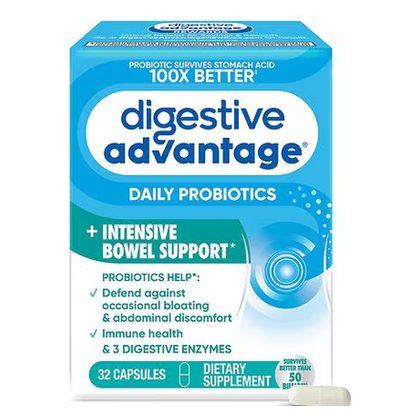 PROBIOTIC SURVIVES STOMACH ACID
100X BETTER‡
digestive
advantage®
DAILY PROBIOTICS
+ INTENSIVE
BOWEL SUPPORT*
PROBIOTICS HELP*:
✓ Defend against
occasional bloating
& abdominal discomfort
✓ Immune health
& 3 DIGESTIVE ENZYMES
32 CAPSULES
DIETARY
SUPPLEMENT
SURVIVES
BETTER THAN
50